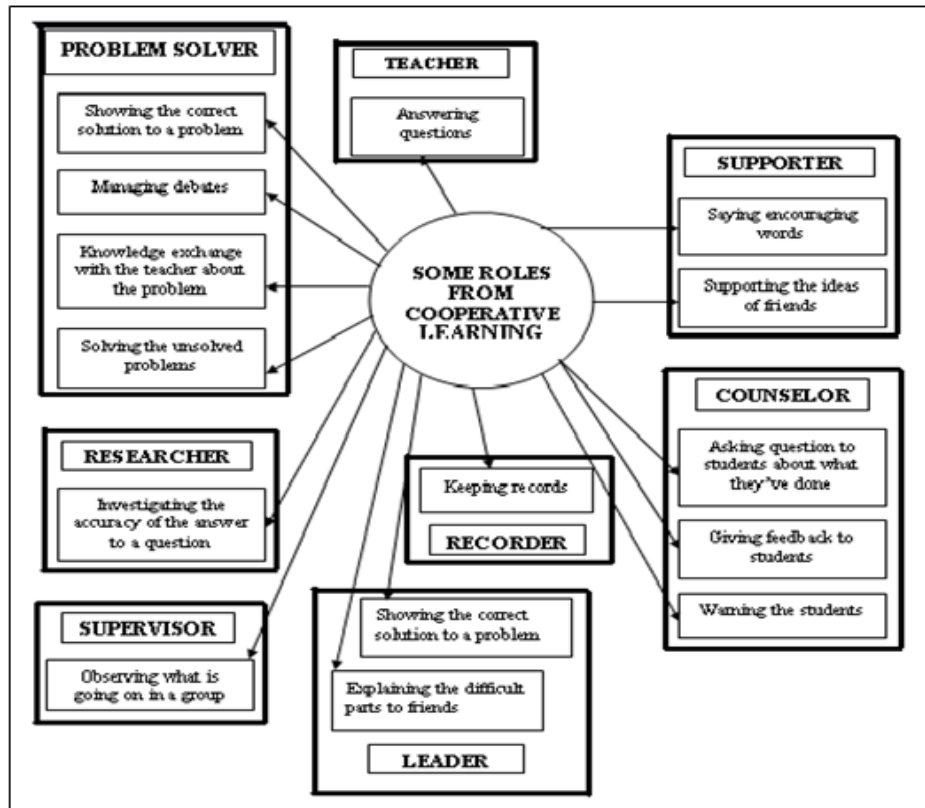 PROBLEM SOLVER
Showing the correct
solution to a problem
Managing debates
Knowledge exchange
with the teacher about
the problem
Solving the unsolved
problems
TEACHER
Answering
questions
SUPPORTER
Saying encouraging
words
Supporting the ideas
of friends
SOME ROLES
FROM
COOPERATIVE
LEARNING
COUNSELOR
Asking question to
students about what
they"ve done
Giving feedback to
students
Warning the students
RESEARCHER
Investigating the
accuracy of the answer
to a question
Keeping records
RECORDER
SUPERVISOR
Observing what is
going on in a group
Showing the correct
solution to a problem
Explaining the difficult
parts to friends
LEADER